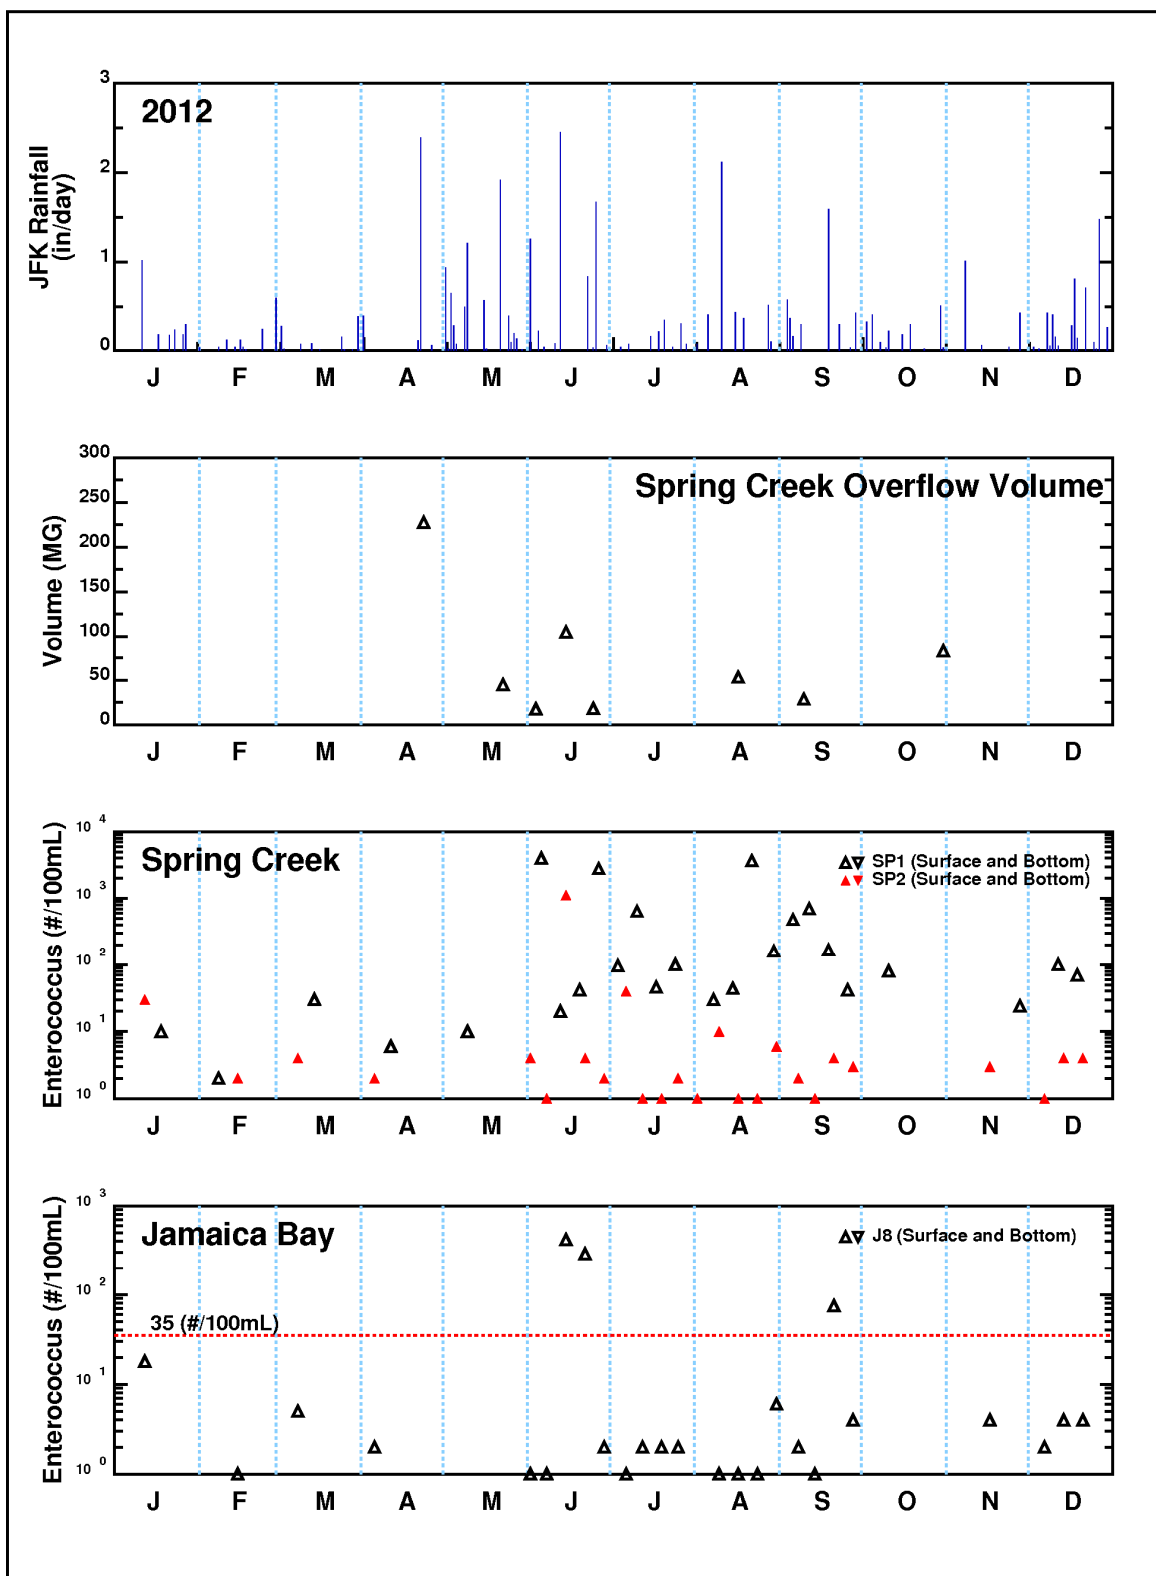 3
2012
2
1
0
JFK Rainfall
(in/day)
J F M A M J J A S O N D
300
Spring Creek Overflow Volume
250
200
150
100
50
0
Volume (MG)
J F M A M J J A S O N D
10 4
Spring Creek
SP1 (Surface and Bottom)
SP2 (Surface and Bottom)
10 3
10 2
10 1
10 0
Enterococcus (#/100mL)
J F M A M J J A S O N D
10 3
Jamaica Bay
J8 (Surface and Bottom)
10 2
35 (#/100mL)
10 1
10 0
Enterococcus (#/100mL)
J F M A M J J A S O N D